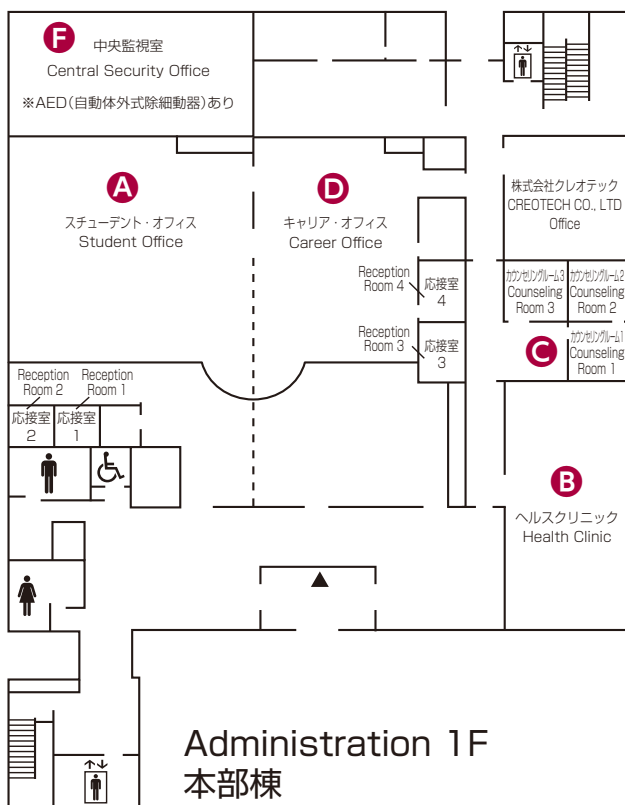 F
中央監視室
Central Security Office
※AED(自動体外式除細動器)あり
A
スチューデント・オフィス
Student Office
D
キャリア・オフィス
Career Office
株式会社クレオテック
CREOTECH CO., LTD
Office
Reception
Room 4
応接室
4
カウンセリングルーム3
Counseling
Room 3
カウンセリングルーム2
Counseling
Room 2
Reception
Room 3
応接室
3
C
カウンセリングルーム1
Counseling
Room 1
Reception
Room 2
Reception
Room 1
応接室
2
応接室
1
B
ヘルスクリニック
Health Clinic
Administration 1F
本部棟